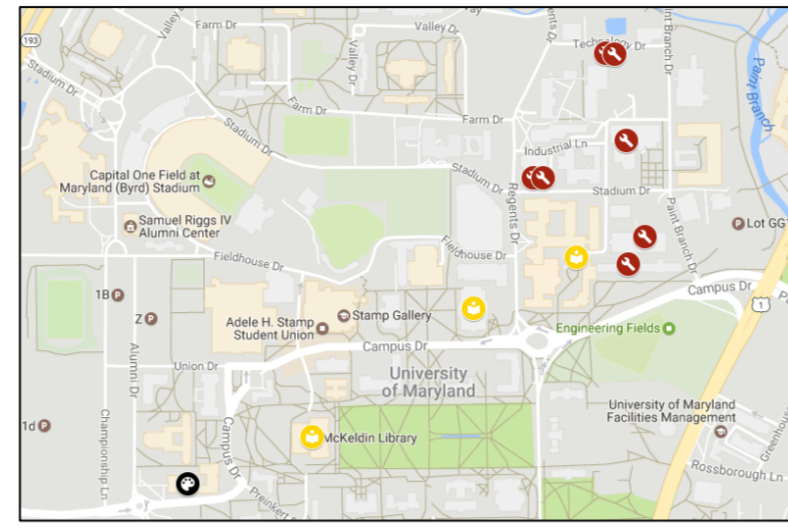 193
Valley Dr
Valley Dr
Way
ents Dr
Technology Dr
Paint Branch Dr
Stadium Dr
Valley Dr
Farm Dr
Farm Dr
Paint Branch
Stadium Dr
Industrial Ln
Capital One Field at
Maryland (Byrd) Stadium
Stadium Dr
Stadium Dr
Regents Dr
Paint Branch Dr
Samuel Riggs IV
Alumni Center
Lot GG1
Fieldhouse Dr
Fieldhouse Dr
1B
Campus Dr
1
Z
Adele H. Stamp
Student Union
Stamp Gallery
Engineering Fields
Alumni Dr
Union Dr
Campus Dr
University
of Maryland
Championship Ln
Campus Dr
University of Maryland
Facilities Management
1d
McKeldin Library
Greenhouse
Rossborough Ln
Preinkert